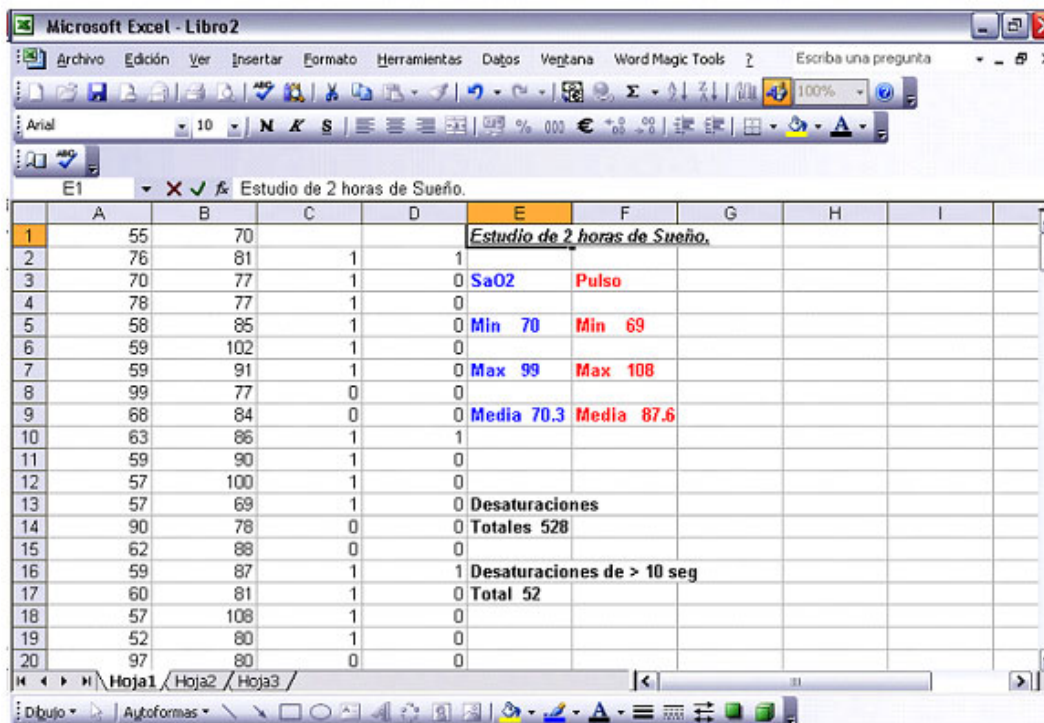 Microsoft Excel - Libro2
Archivo Edición Ver Insertar Formato Herramientas Datos Ventana Word Magic Tools ? Escriba una pregunta
100%
Arial 10 N K S % 000 €
E1 Estudio de 2 horas de Sueño.
A B C D E F G H I
1 55 70 Estudio de 2 horas de Sueño.
2 76 81 1 1
3 70 77 1 0 SaO2 Pulso
4 78 77 1 0
5 58 85 1 0 Min 70 Min 69
6 59 102 1 0
7 59 91 1 0 Max 99 Max 108
8 99 77 0 0
9 68 84 0 0 Media 70.3 Media 87.6
10 63 86 1 1
11 59 90 1 0
12 57 100 1 0
13 57 69 1 0 Desaturaciones
14 90 78 0 0 Totales 528
15 62 88 0 0
16 59 87 1 1 Desaturaciones de > 10 seg
17 60 81 1 0 Total 52
18 57 108 1 0
19 52 80 1 0
20 97 80 0 0
Hoja1 Hoja2 Hoja3
Dibujo Autoformas